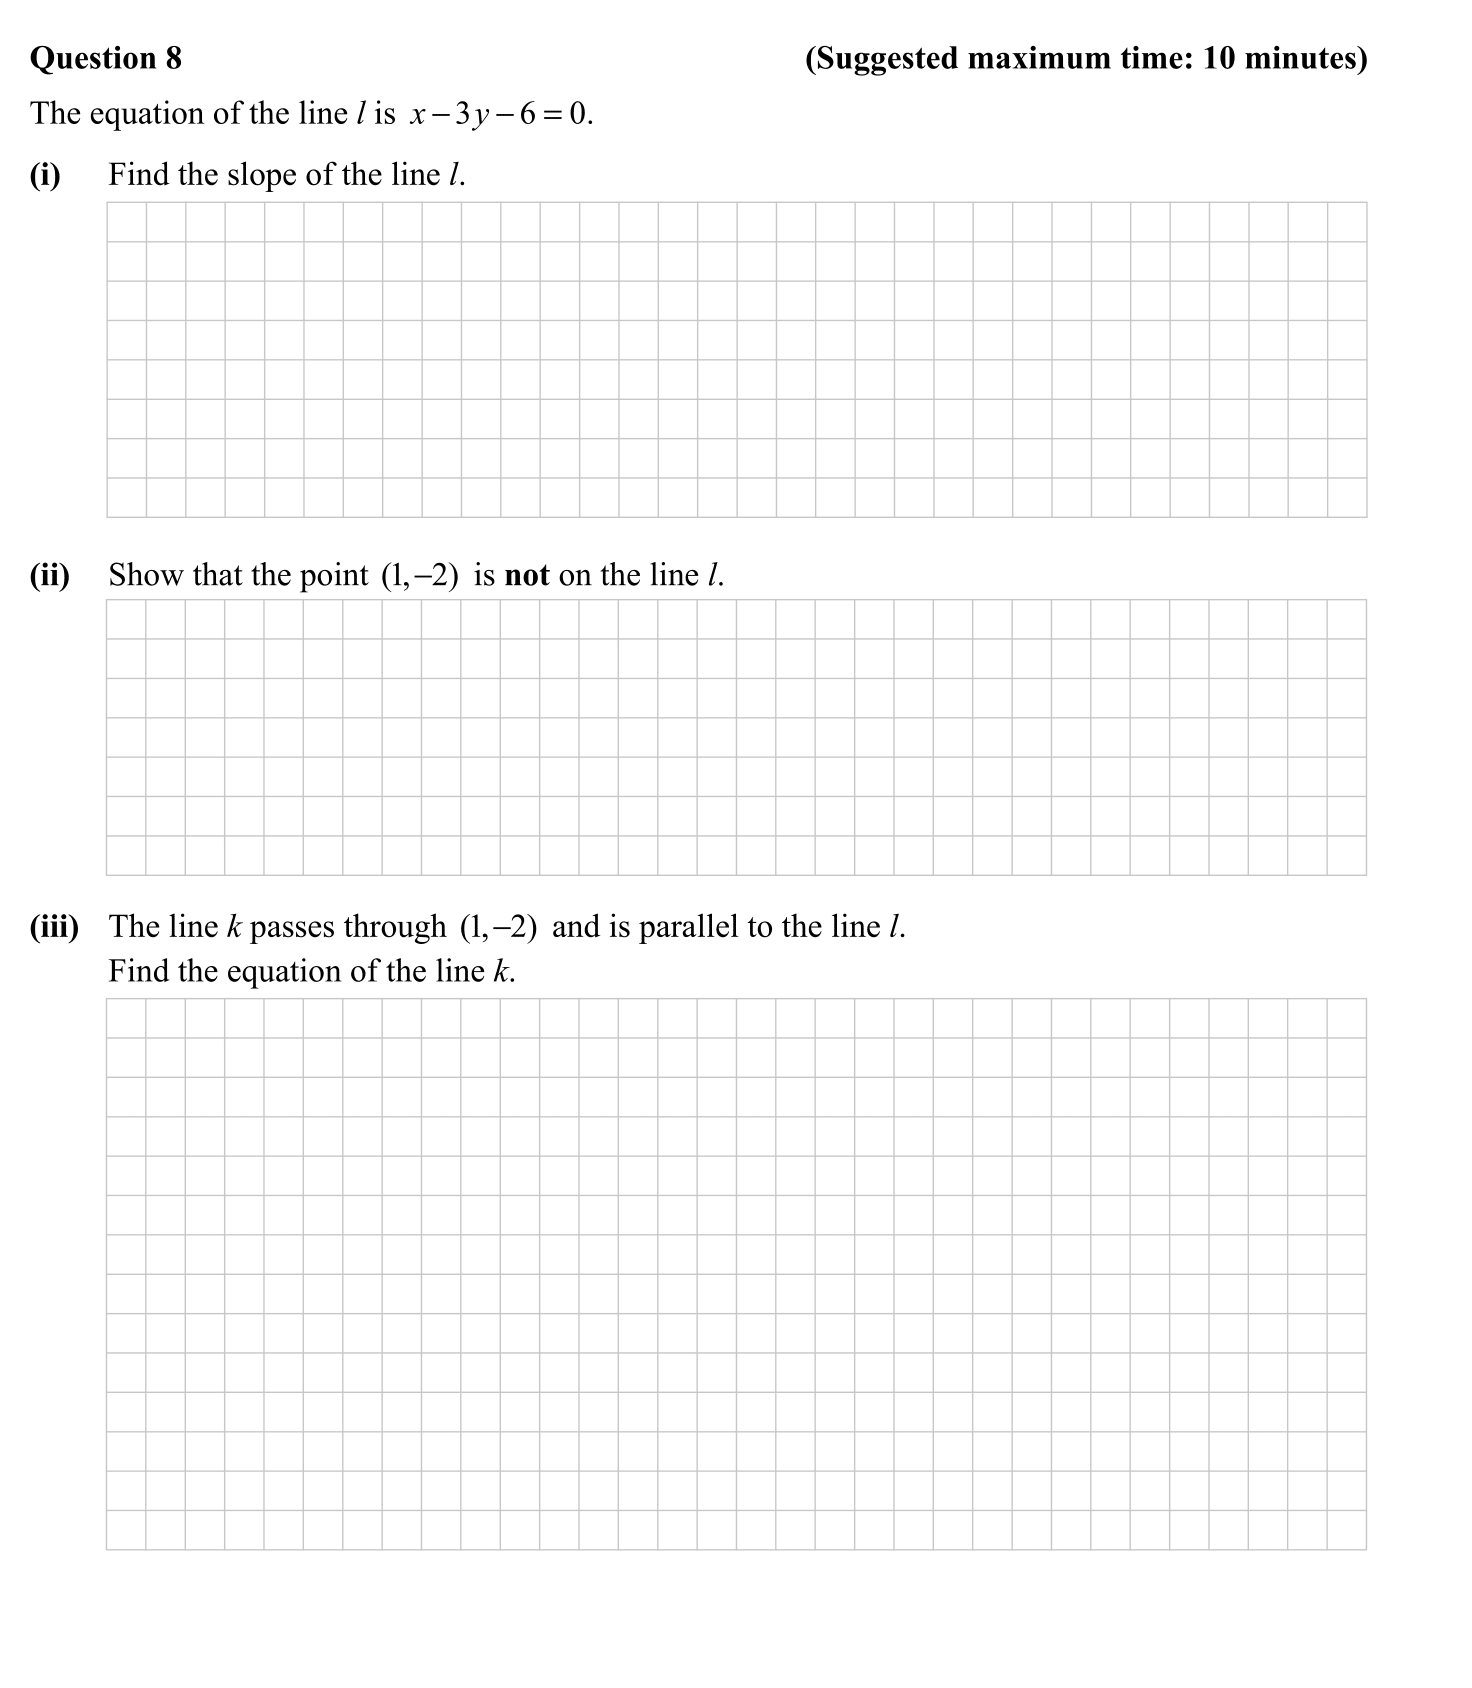 Question 8 (Suggested maximum time: 10 minutes)
The equation of the line l is x – 3y – 6 = 0.
(i) Find the slope of the line l.
(ii) Show that the point (1, –2) is not on the line l.
(iii) The line k passes through (1, –2) and is parallel to the line l.
Find the equation of the line k.